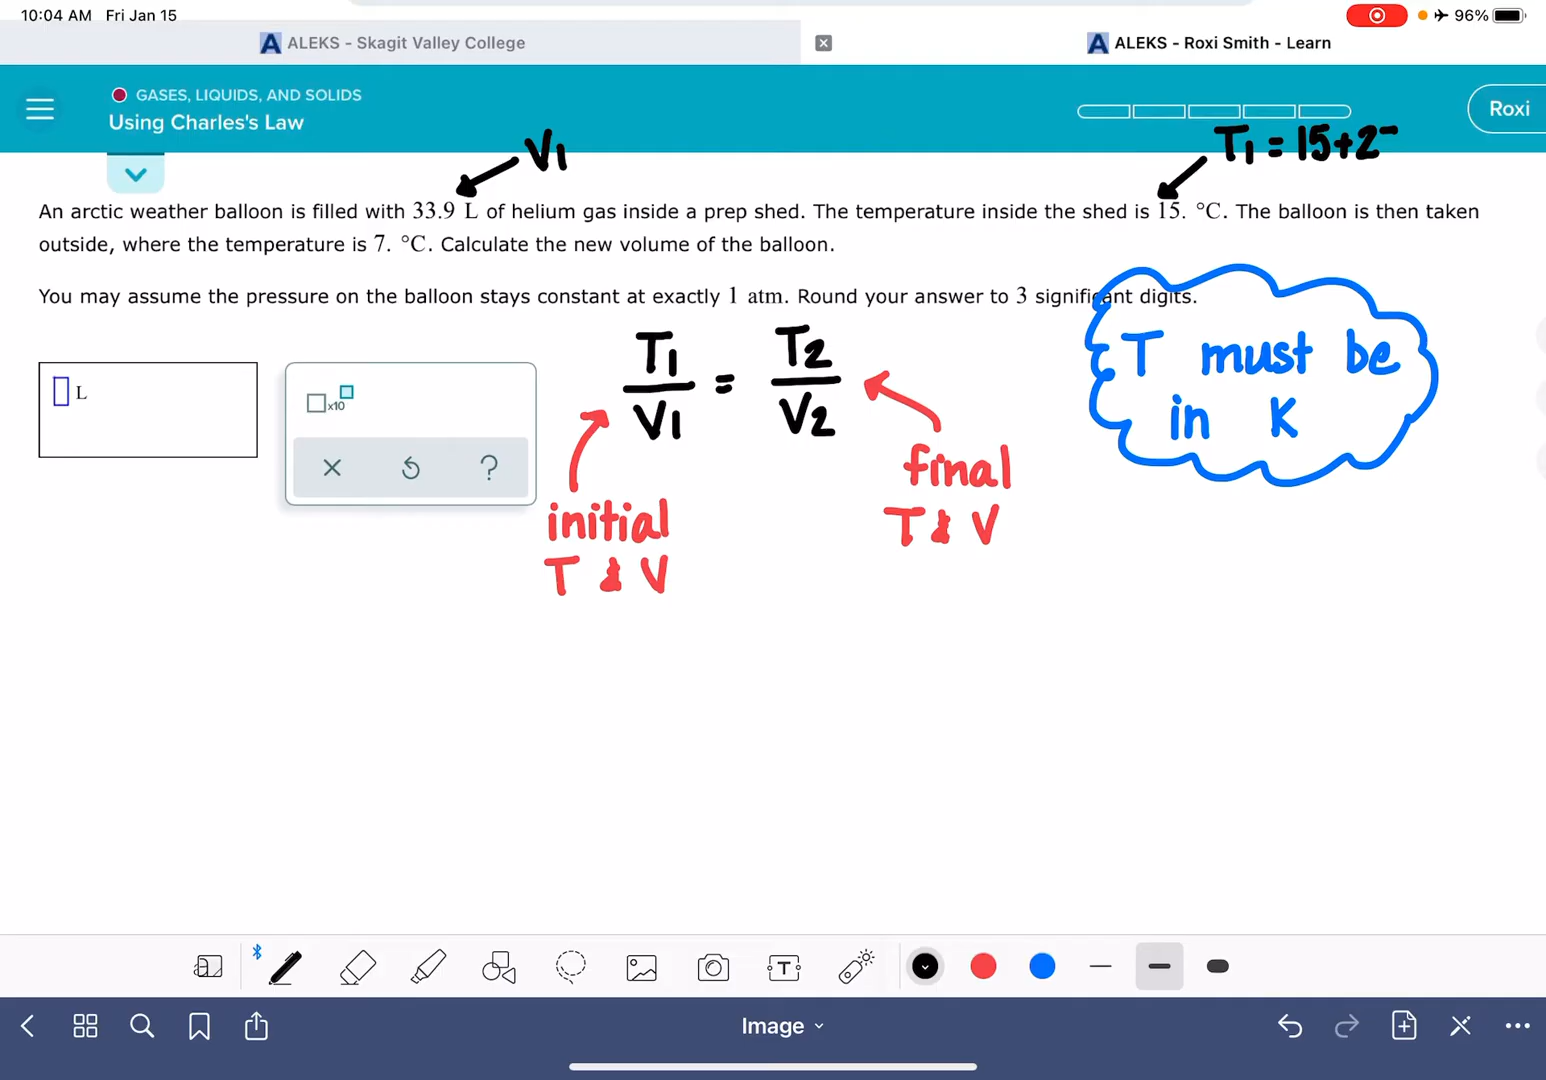 10:04 AM Fri Jan 15
96%
ALEKS - Skagit Valley College
ALEKS - Roxi Smith - Learn
GASES, LIQUIDS, AND SOLIDS
Using Charles's Law
Roxi
V1
T1 = 15+2
An arctic weather balloon is filled with 33.9 L of helium gas inside a prep shed. The temperature inside the shed is 15. °C. The balloon is then taken
outside, where the temperature is 7. °C. Calculate the new volume of the balloon.
You may assume the pressure on the balloon stays constant at exactly 1 atm. Round your answer to 3 significant digits.
L
x10
?
T1 = T2
V1 V2
initial
T & V
final
T & V
T must be
in K
T
Image